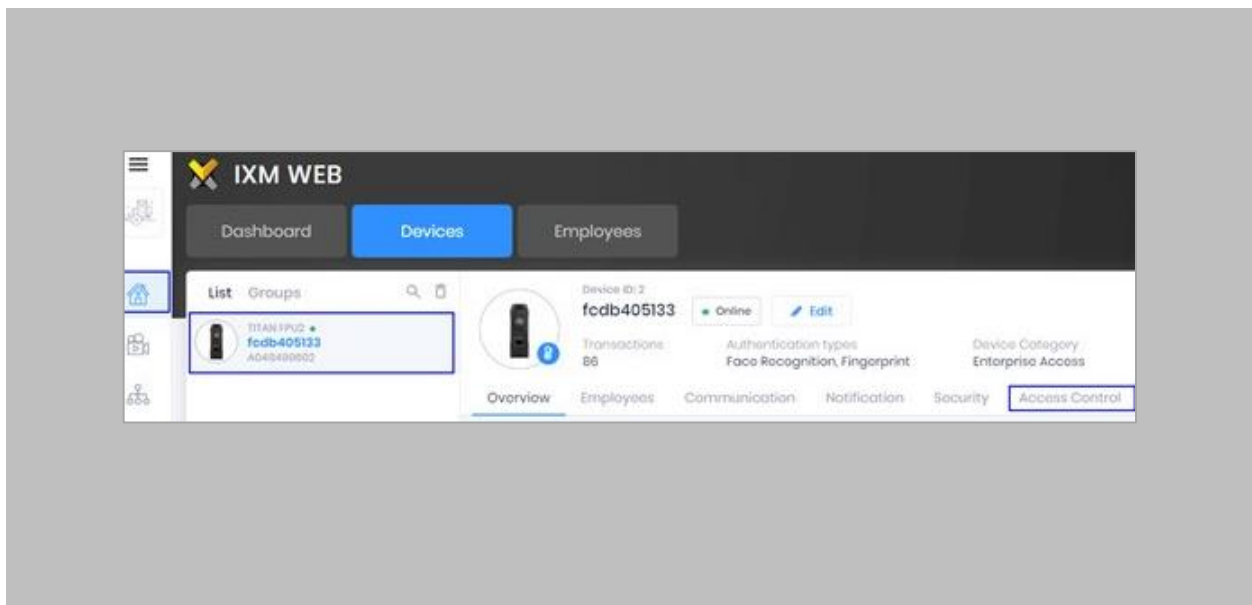 IXM WEB
Dashboard Devices Employees
List Groups
TITAN FPU2
fcdb405133
A040400602
Device ID: 2
fcdb405133 Online Edit
Transactions Authentication types Device Category
86 Face Recognition, Fingerprint Enterprise Access
Overview Employees Communication Notification Security Access Control